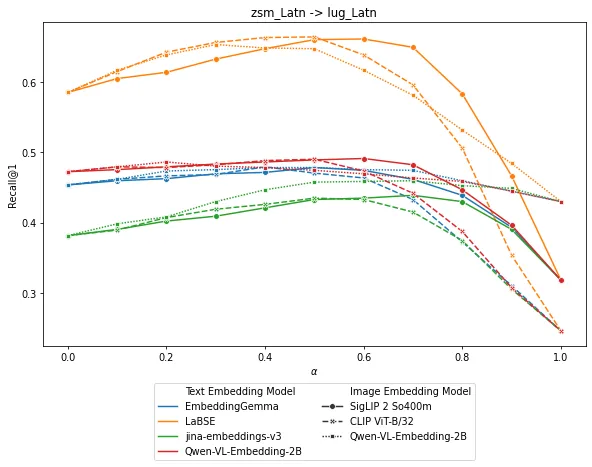 zsm_Latn -> lug_Latn
Recall@1
0.6
0.5
0.4
0.3
0.0 0.2 0.4 0.6 0.8 1.0
α
Text Embedding Model Image Embedding Model
EmbeddingGemma SigLIP 2 So400m
LaBSE CLIP ViT-B/32
jina-embeddings-v3 Qwen-VL-Embedding-2B
Qwen-VL-Embedding-2B